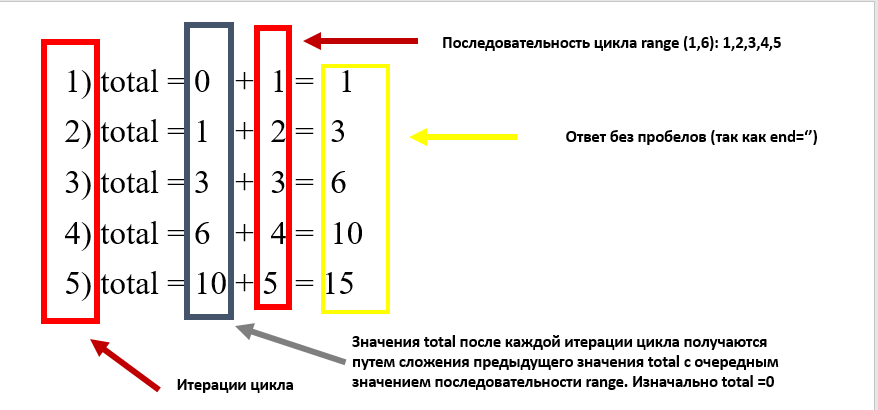 Последовательность цикла range (1,6): 1,2,3,4,5
1) total = 0 + 1 = 1
2) total = 1 + 2 = 3
Ответ без пробелов (так как end=‘’)
3) total = 3 + 3 = 6
4) total = 6 + 4 = 10
5) total = 10 + 5 = 15
Значения total после каждой итерации цикла получаются
путем сложения предыдущего значения total с очередным
значением последовательности range. Изначально total =0
Итерации цикла